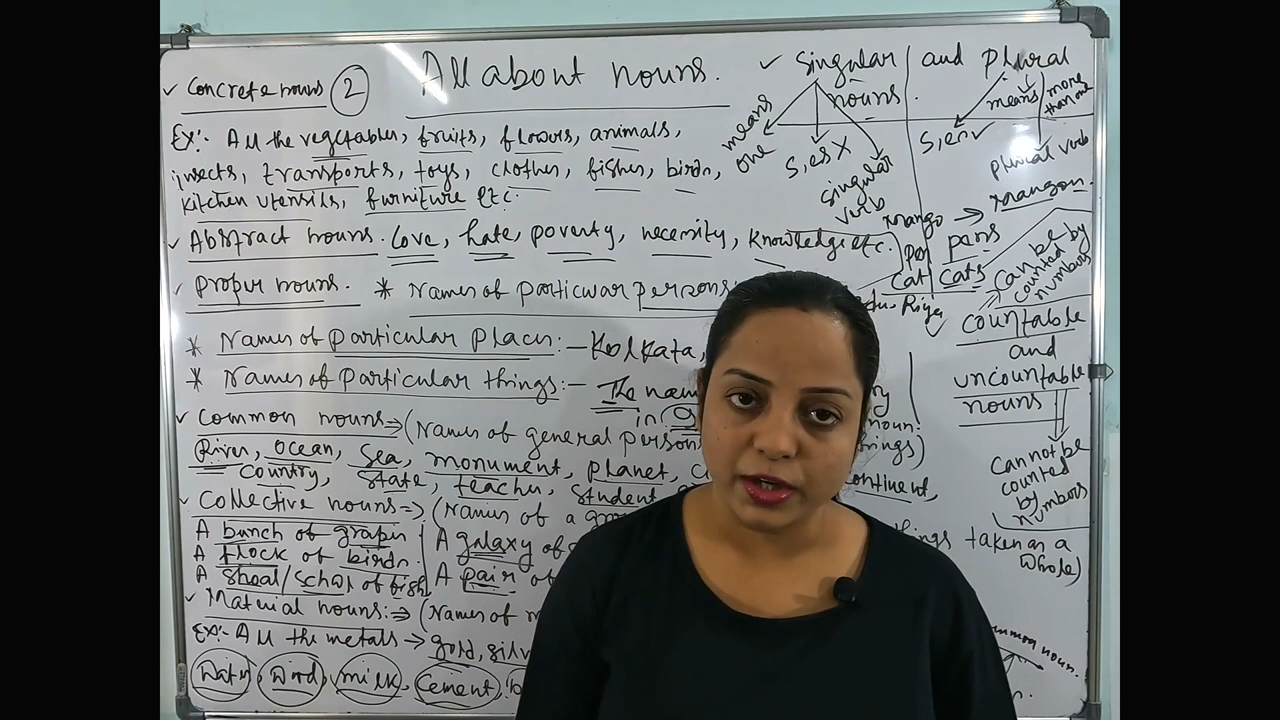 All about nouns.
✓ Concrete nouns ②
Ex:- All the vegetables, fruits, flowers, animals,
insects, transports, toys, clothes, fishes, birds,
kitchen utensils, furniture etc.
✓ Abstract nouns. Love, hate, poverty, necessity, knowledge etc.
✓ Proper nouns. * Names of particular persons
Riya
* Names of particular places:- Kolkata,
* Names of particular things:- The
in
✓ Common nouns⇒(Names of general
River, ocean, sea, monument, planet,
country, state, teacher, student
✓ Collective nouns⇒(Names of a
taken as a
whole)
A bunch of grapes
A flock of birds.
A shoal/school of fish
A galaxy of
A pair of
✓ Material nouns:⇒(Names of
Ex:- All the metals → gold,
Water, Wood, milk, Cement,
✓ Singular and plural
nouns.
means
one
s, es X
singular
verb
means
more
than one
s, es ✓
plural verb
mango → mangoes.
pen
pens
Cat
Cats
can be
counted by
numbers
countable
and
uncountable
nouns
cannot be
counted
by
numbers
noun.